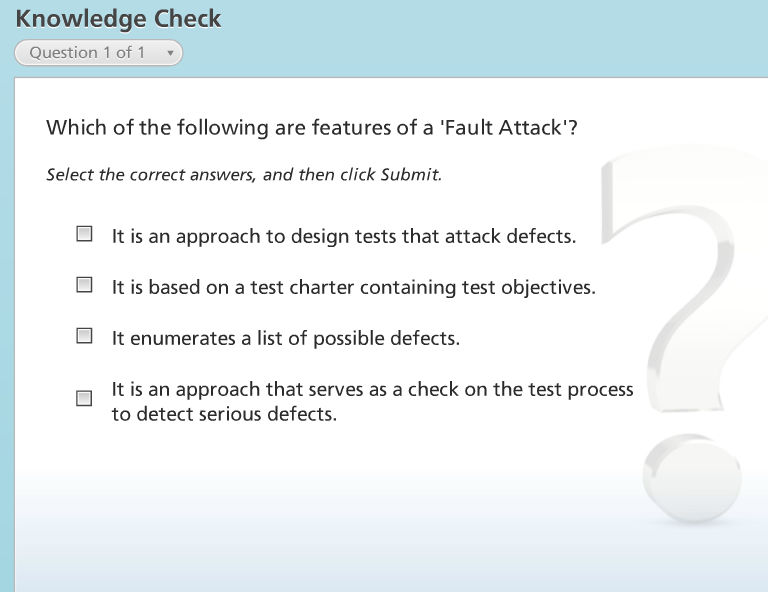 Knowledge Check
Question 1 of 1
Which of the following are features of a 'Fault Attack'?
Select the correct answers, and then click Submit.
It is an approach to design tests that attack defects.
It is based on a test charter containing test objectives.
It enumerates a list of possible defects.
It is an approach that serves as a check on the test process
to detect serious defects.